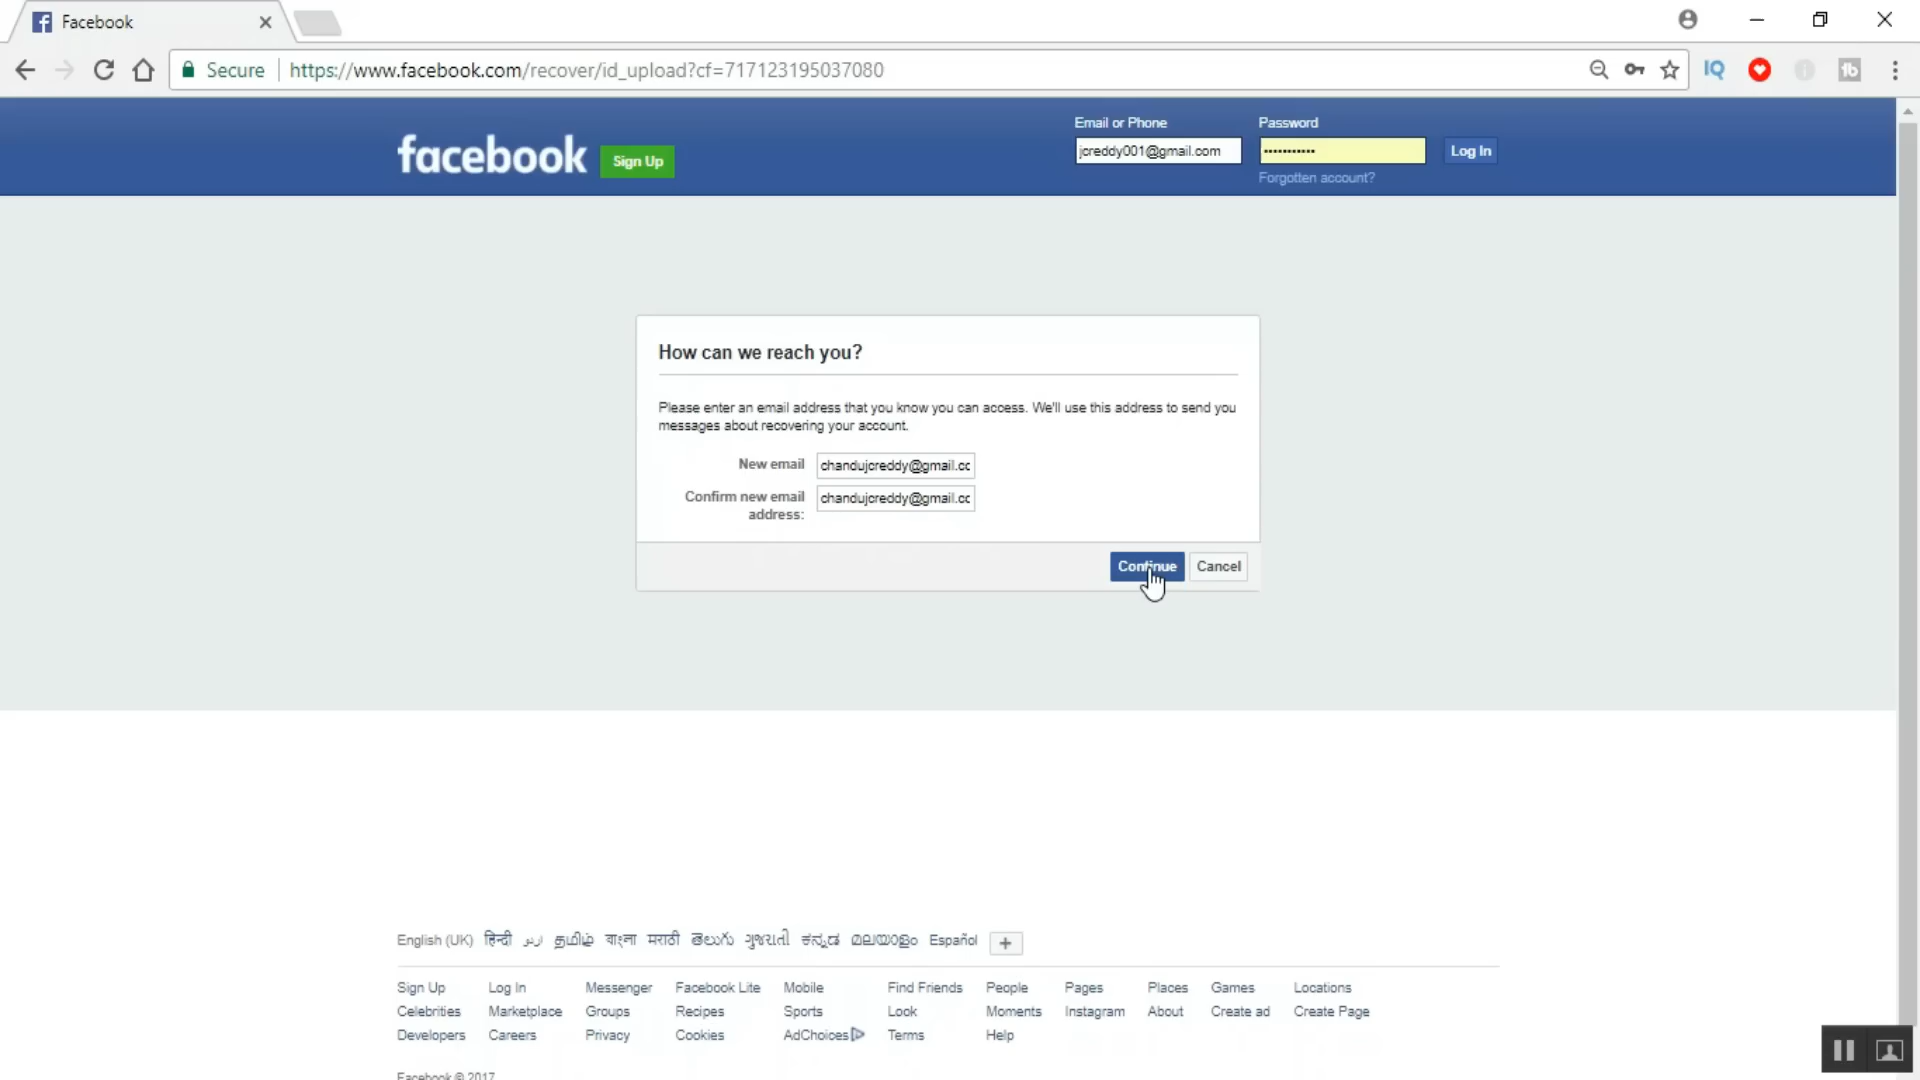 Facebook
Secure
https://www.facebook.com/recover/id_upload?cf=717123195037080
IQ
tb
Email or Phone
Password
facebook
Sign Up
jcreddy001@gmail.com
••••••••••••
Log In
Forgotten account?
How can we reach you?
Please enter an email address that you know you can access. We'll use this address to send you
messages about recovering your account.
New email
chandujcreddy@gmail.cc
Confirm new email
address:
chandujcreddy@gmail.cc
Continue
Cancel
English (UK) हिन्दी اردو தமிழ் বাংলা मराठी తెలుగు ગુજરાતી ಕನ್ನಡ മലയാളം Español +
Sign Up Log In Messenger Facebook Lite Mobile Find Friends People Pages Places Games Locations
Celebrities Marketplace Groups Recipes Sports Look Moments Instagram About Create ad Create Page
Developers Careers Privacy Cookies AdChoices Terms Help
Facebook © 2017